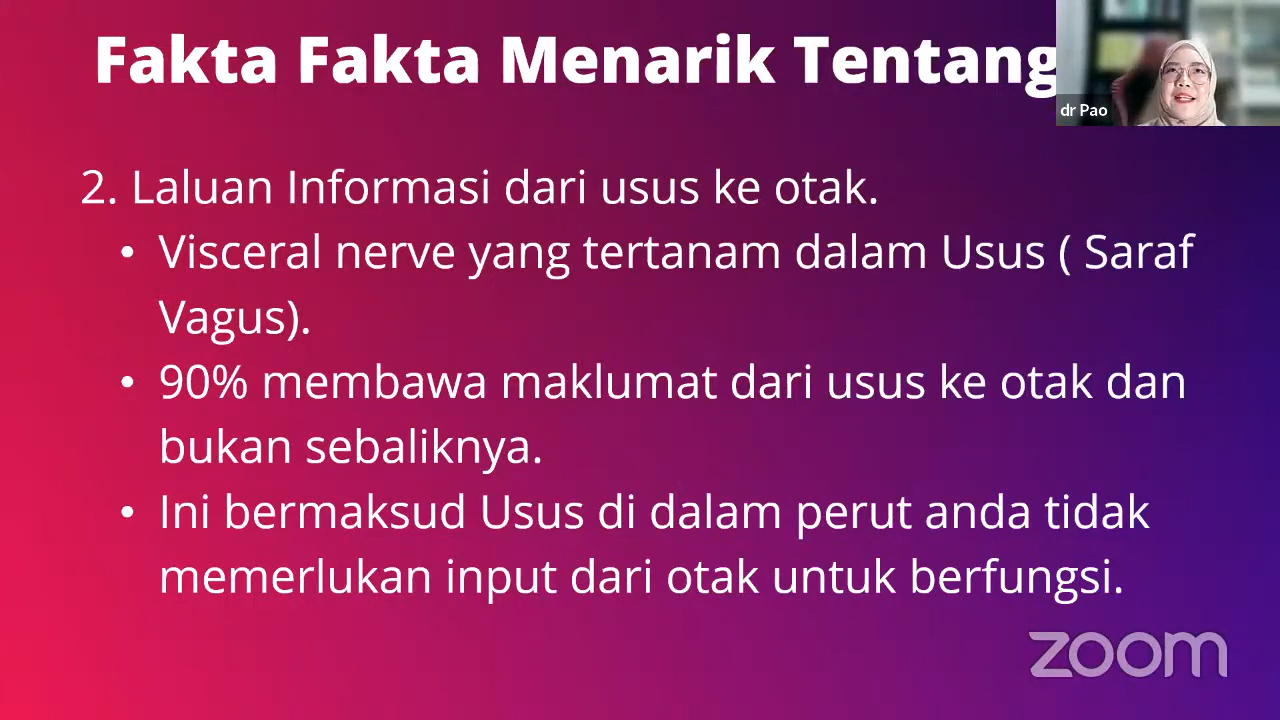 Fakta Fakta Menarik Tentang
dr Pao
2. Laluan Informasi dari usus ke otak.
• Visceral nerve yang tertanam dalam Usus ( Saraf
Vagus).
• 90% membawa maklumat dari usus ke otak dan
bukan sebaliknya.
• Ini bermaksud Usus di dalam perut anda tidak
memerlukan input dari otak untuk berfungsi.
zoom